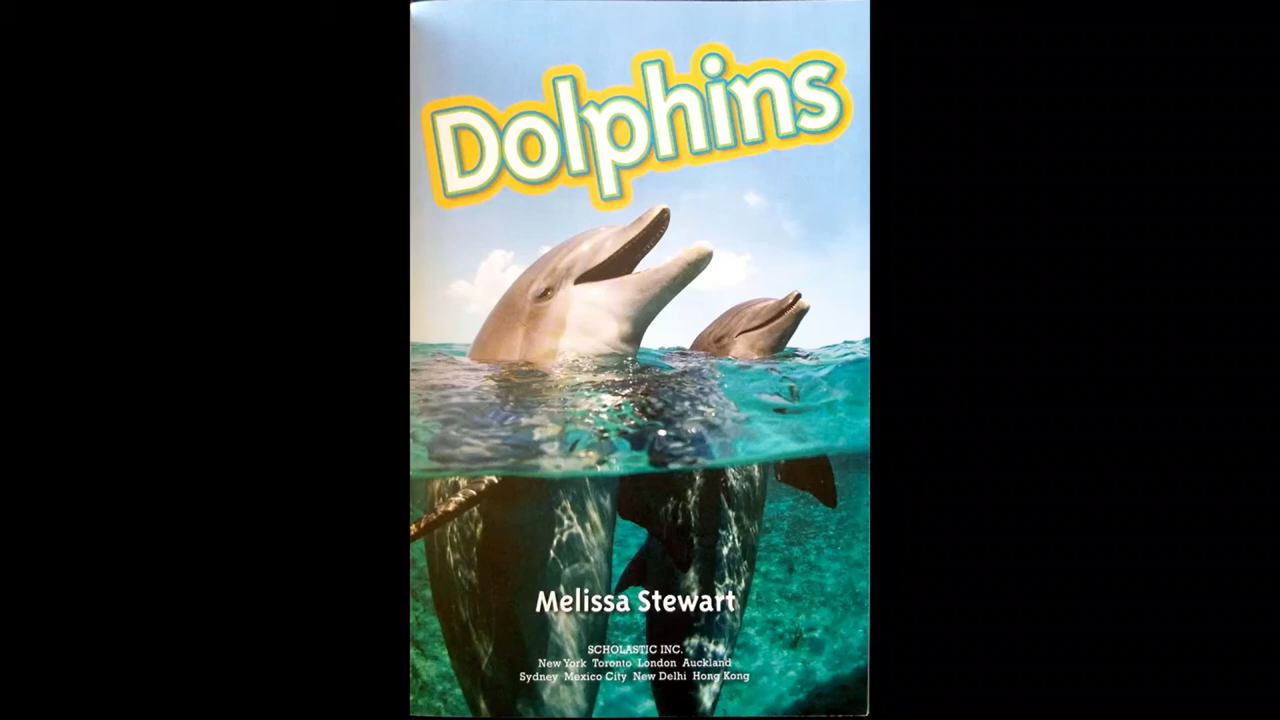 Dolphins
Melissa Stewart
SCHOLASTIC INC.
New York Toronto London Auckland
Sydney Mexico City New Delhi Hong Kong